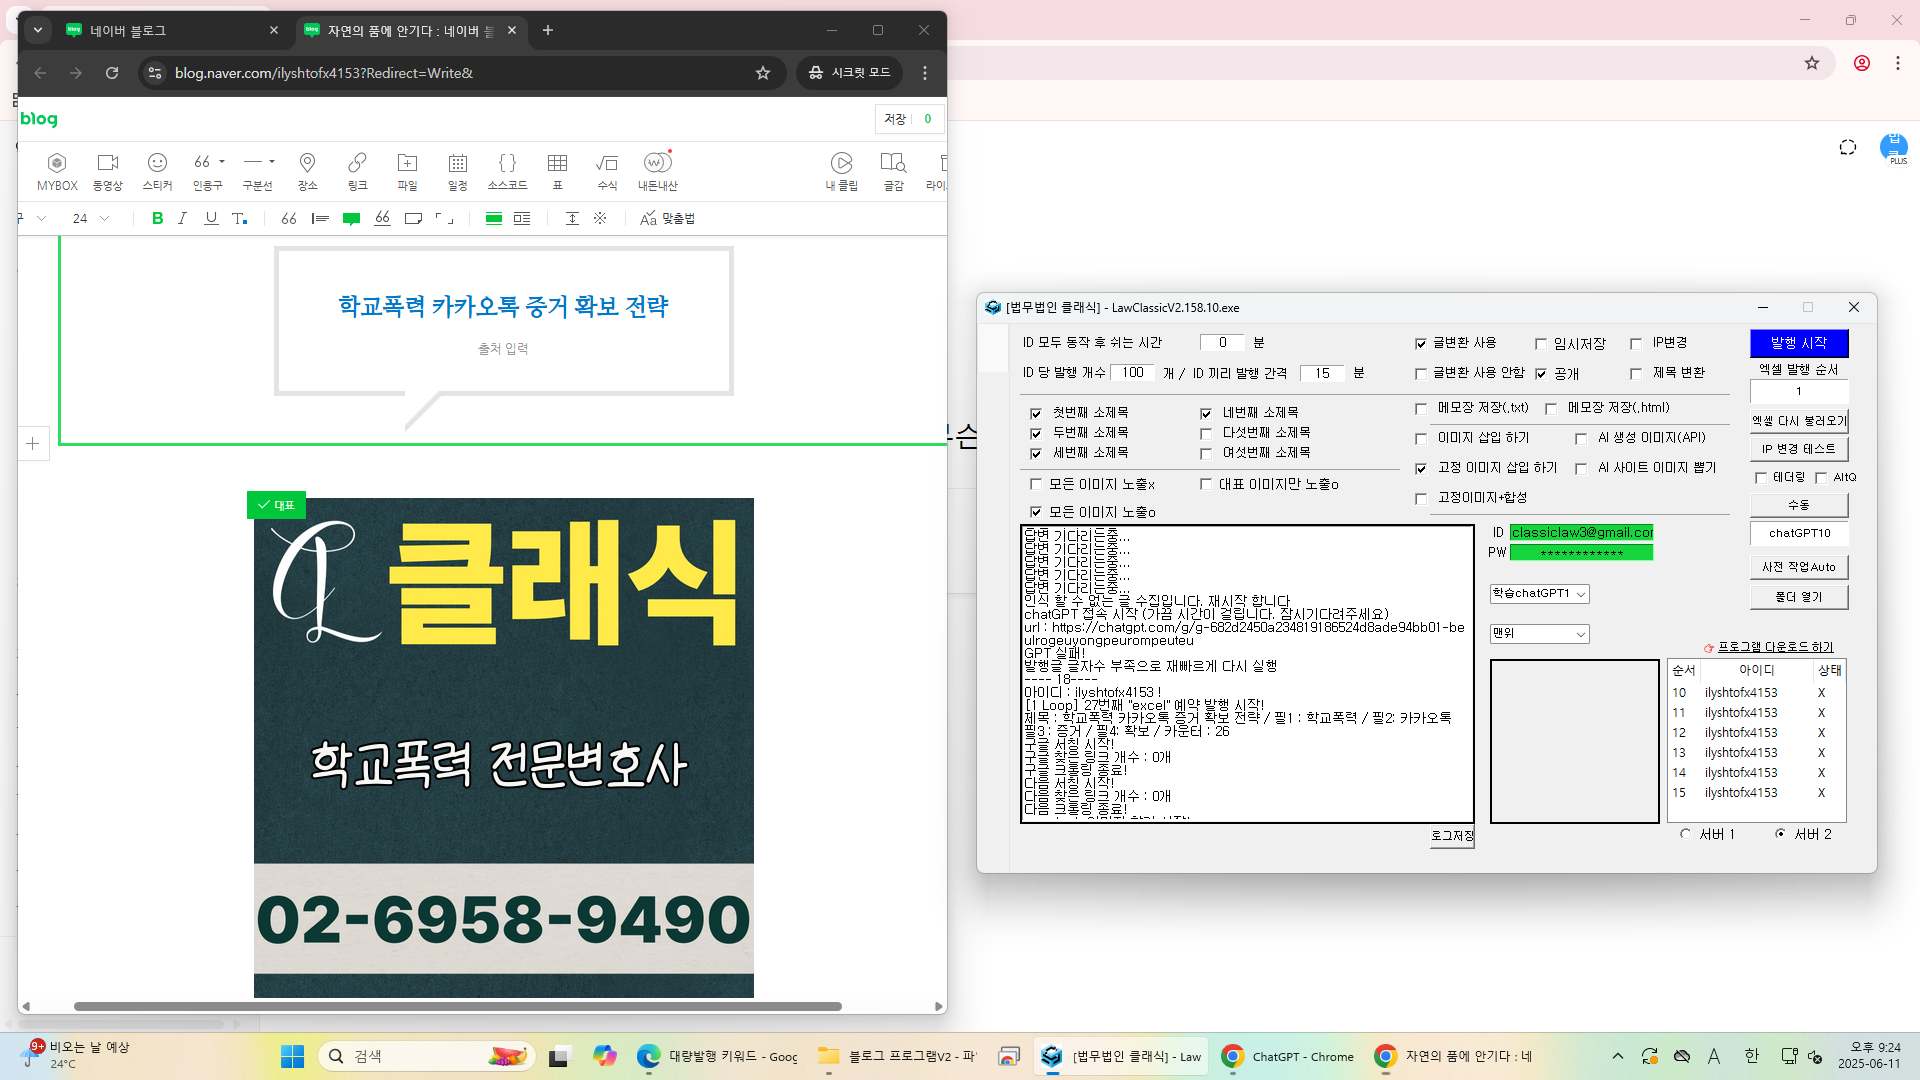 네이버 블로그
자연의 품에 안기다 : 네이버 블
blog.naver.com/ilyshtofx4153?Redirect=Write&
시크릿 모드
blog
저장 0
MYBOX 동영상 스티커 인용구 구분선 장소 링크 파일 일정 소스코드 표 수식 내돈내산 내 클립 글감
24 B I U T 맞춤법
학교폭력 카카오톡 증거 확보 전략
출처 입력
대표
클래식
학교폭력 전문변호사
02-6958-9490
PLUS
[법무법인 클래식] - LawClassicV2.158.10.exe
ID 모두 동작 후 쉬는 시간 0 분
ID 당 발행 개수 100 개 / ID 끼리 발행 간격 15 분
글변환 사용 임시저장 IP변경
글변환 사용 안함 공개 제목 변환
발행 시작
엑셀 발행 순서
1
엑셀 다시 불러오기
IP 변경 테스트
테더링 AltQ
수동
chatGPT10
사전 작업Auto
폴더 열기
첫번째 소제목 네번째 소제목
두번째 소제목 다섯번째 소제목
세번째 소제목 여섯번째 소제목
모든 이미지 노출x 대표 이미지만 노출o
모든 이미지 노출o
메모장 저장(.txt) 메모장 저장(.html)
이미지 삽입 하기 AI 생성 이미지(API)
고정 이미지 삽입 하기 AI 사이트 이미지 뽑기
고정이미지+합성
ID classiclaw3@gmail.cor
PW ************
학습chatGPT1
맨위
답변 기다리는중...
답변 기다리는중...
답변 기다리는중...
답변 기다리는중...
답변 기다리는중...
인식 할 수 없는 글 수집입니다. 재시작 합니다
chatGPT 접속 시작 (가끔 시간이 걸립니다. 잠시기다려주세요)
url : https://chatgpt.com/g/g-682d2450a234819186524d8ade94bb01-be
ulrogeuyongpeurompeuteu
GPT 실패!
발행글 글자수 부족으로 재빠르게 다시 실행
---- 18----
아이디 : ilyshtofx4153 !
[1 Loop] 27번째 "excel" 예약 발행 시작!
제목 : 학교폭력 카카오톡 증거 확보 전략 / 필1 : 학교폭력 / 필2: 카카오톡
필3 : 증거 / 필4: 확보 / 카운터 : 26
구글 서칭 시작!
구글 찾은 링크 개수 : 0개
구글 크롤링 종료!
다음 서칭 시작!
다음 찾은 링크 개수 : 0개
다음 크롤링 종료!
로그저장
프로그램 다운로드 하기
순서 아이디 상태
10 ilyshtofx4153 X
11 ilyshtofx4153 X
12 ilyshtofx4153 X
13 ilyshtofx4153 X
14 ilyshtofx4153 X
15 ilyshtofx4153 X
서버 1 서버 2
9+
비오는 날 예상
24°C
검색
대량발행 키워드 - Goog
블로그 프로그램V2 - 파
[법무법인 클래식] - Law
ChatGPT - Chrome
자연의 품에 안기다 : 네
A 한
오후 9:24
2025-06-11